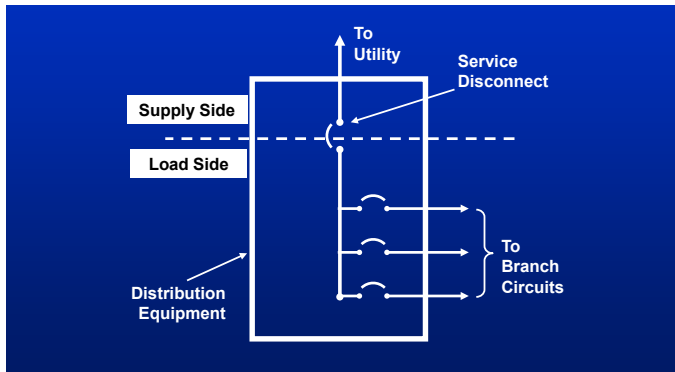 To
Utility
Service
Disconnect
Supply Side
Load Side
To
Branch
Circuits
Distribution
Equipment